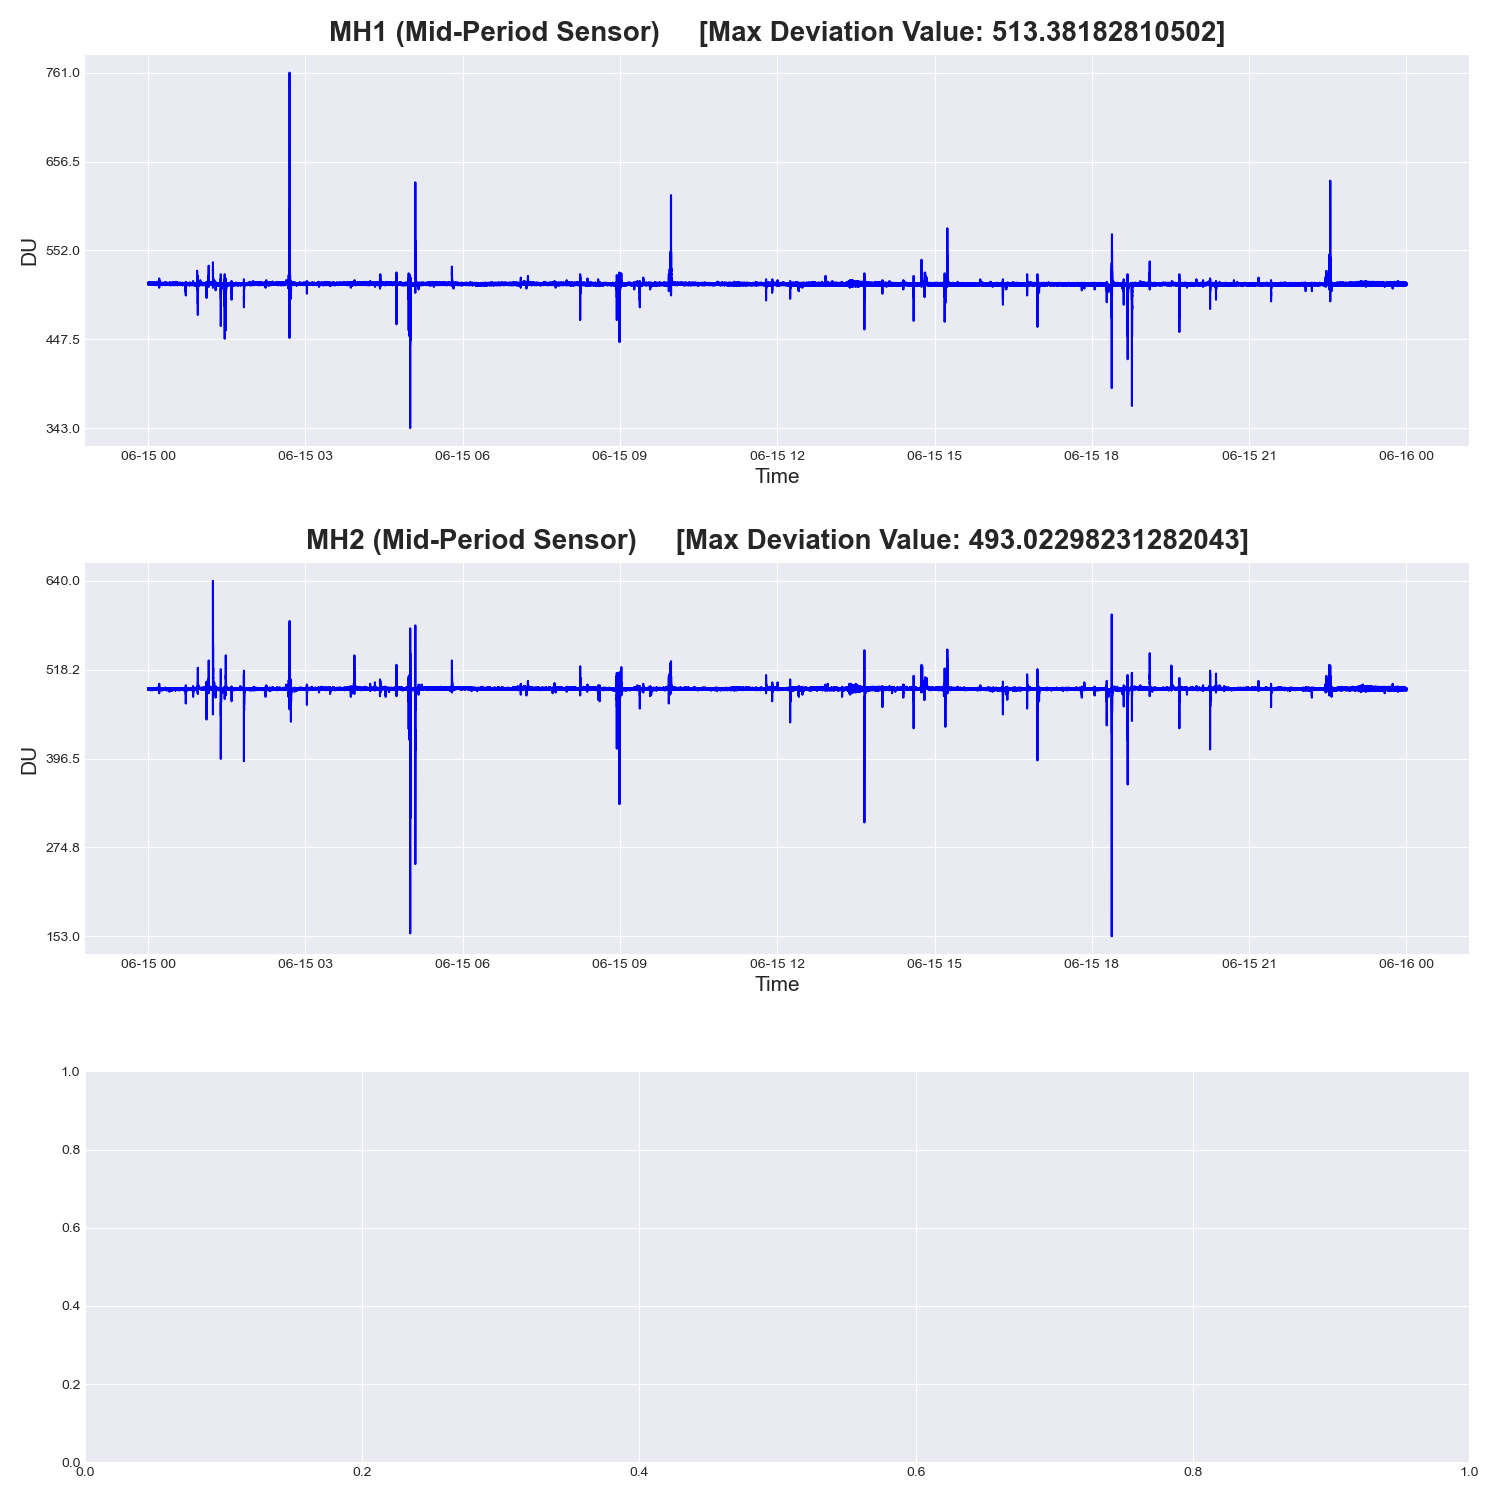 MH1 (Mid-Period Sensor) [Max Deviation Value: 513.38182810502]
761.0
656.5
552.0
447.5
343.0
DU
06-15 00 06-15 03 06-15 06 06-15 09 06-15 12 06-15 15 06-15 18 06-15 21 06-16 00
Time
MH2 (Mid-Period Sensor) [Max Deviation Value: 493.02298231282043]
640.0
518.2
396.5
274.8
153.0
DU
06-15 00 06-15 03 06-15 06 06-15 09 06-15 12 06-15 15 06-15 18 06-15 21 06-16 00
Time
1.0
0.8
0.6
0.4
0.2
0.0
0.0 0.2 0.4 0.6 0.8 1.0